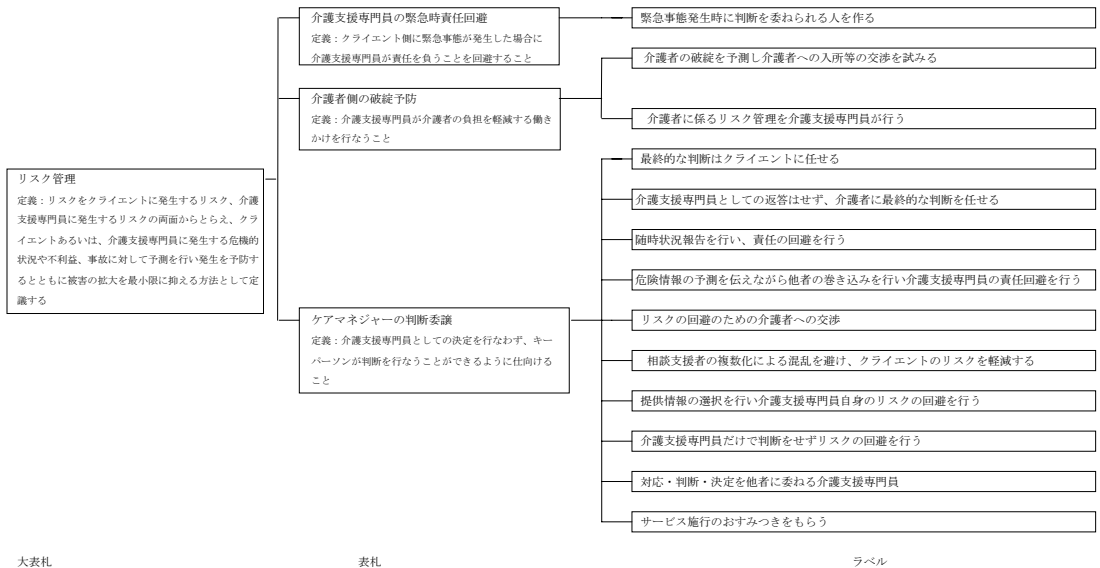 介護支援専門員の緊急時責任回避
定義：クライエント側に緊急事態が発生した場合に
介護支援専門員が責任を負うことを回避すること
緊急事態発生時に判断を委ねられる人を作る
介護者の破綻を予測し介護者への入所等の交渉を試みる
介護者側の破綻予防
定義：介護支援専門員が介護者の負担を軽減する働き
かけを行なうこと
介護者に係るリスク管理を介護支援専門員が行う
リスク管理
定義：リスクをクライエントに発生するリスク、介護
支援専門員に発生するリスクの両面からとらえ、クラ
イエントあるいは、介護支援専門員に発生する危機的
状況や不利益、事故に対して予測を行い発生を予防す
るとともに被害の拡大を最小限に抑える方法として定
議する
最終的な判断はクライエントに任せる
介護支援専門員としての返答はせず、介護者に最終的な判断を任せる
随時状況報告を行い、責任の回避を行う
危険情報の予測を伝えながら他者の巻き込みを行い介護支援専門員の責任回避を行う
ケアマネジャーの判断委譲
定義：介護支援専門員としての決定を行なわず、キー
パーソンが判断を行なうことができるように仕向ける
こと
リスクの回避のための介護者への交渉
相談支援者の複数化による混乱を避け、クライエントのリスクを軽減する
提供情報の選択を行い介護支援専門員自身のリスクの回避を行う
介護支援専門員だけで判断をせずリスクの回避を行う
対応・判断・決定を他者に委ねる介護支援専門員
サービス施行のおすみつきをもらう
大表札
表札
ラベル